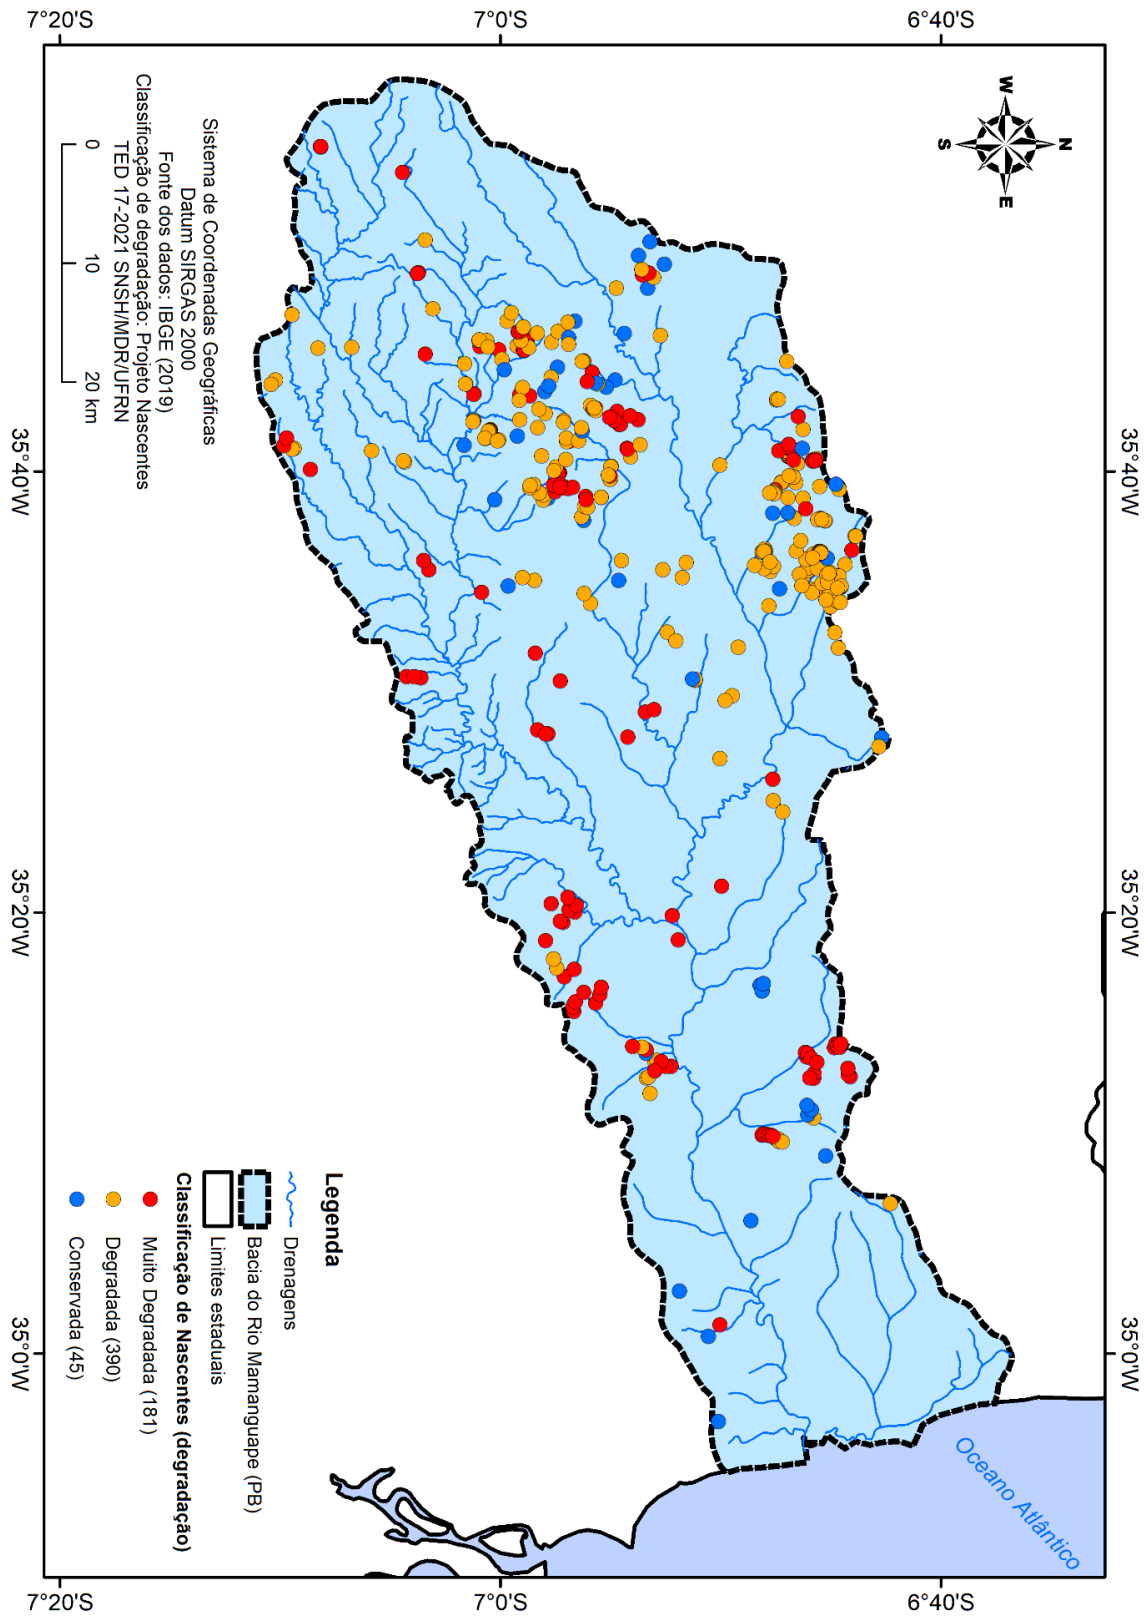 35°40'W
35°20'W
35°0'W
6°40'S
6°40'S
7°0'S
7°0'S
7°20'S
7°20'S
35°40'W
35°20'W
35°0'W
N
W
E
S
Oceano Atlântico
Sistema de Coordenadas Geográficas
Datum SIRGAS 2000
Fonte dos dados: IBGE (2019)
Classificação de degradação: Projeto Nascentes
TED 17-2021 SNSH/MDR/UFRN
0 10 20 km
Legenda
Drenagens
Bacia do Rio Mamanguape (PB)
Limites estaduais
Classificação de Nascentes (degradação)
Muito Degradada (181)
Degradada (390)
Conservada (45)